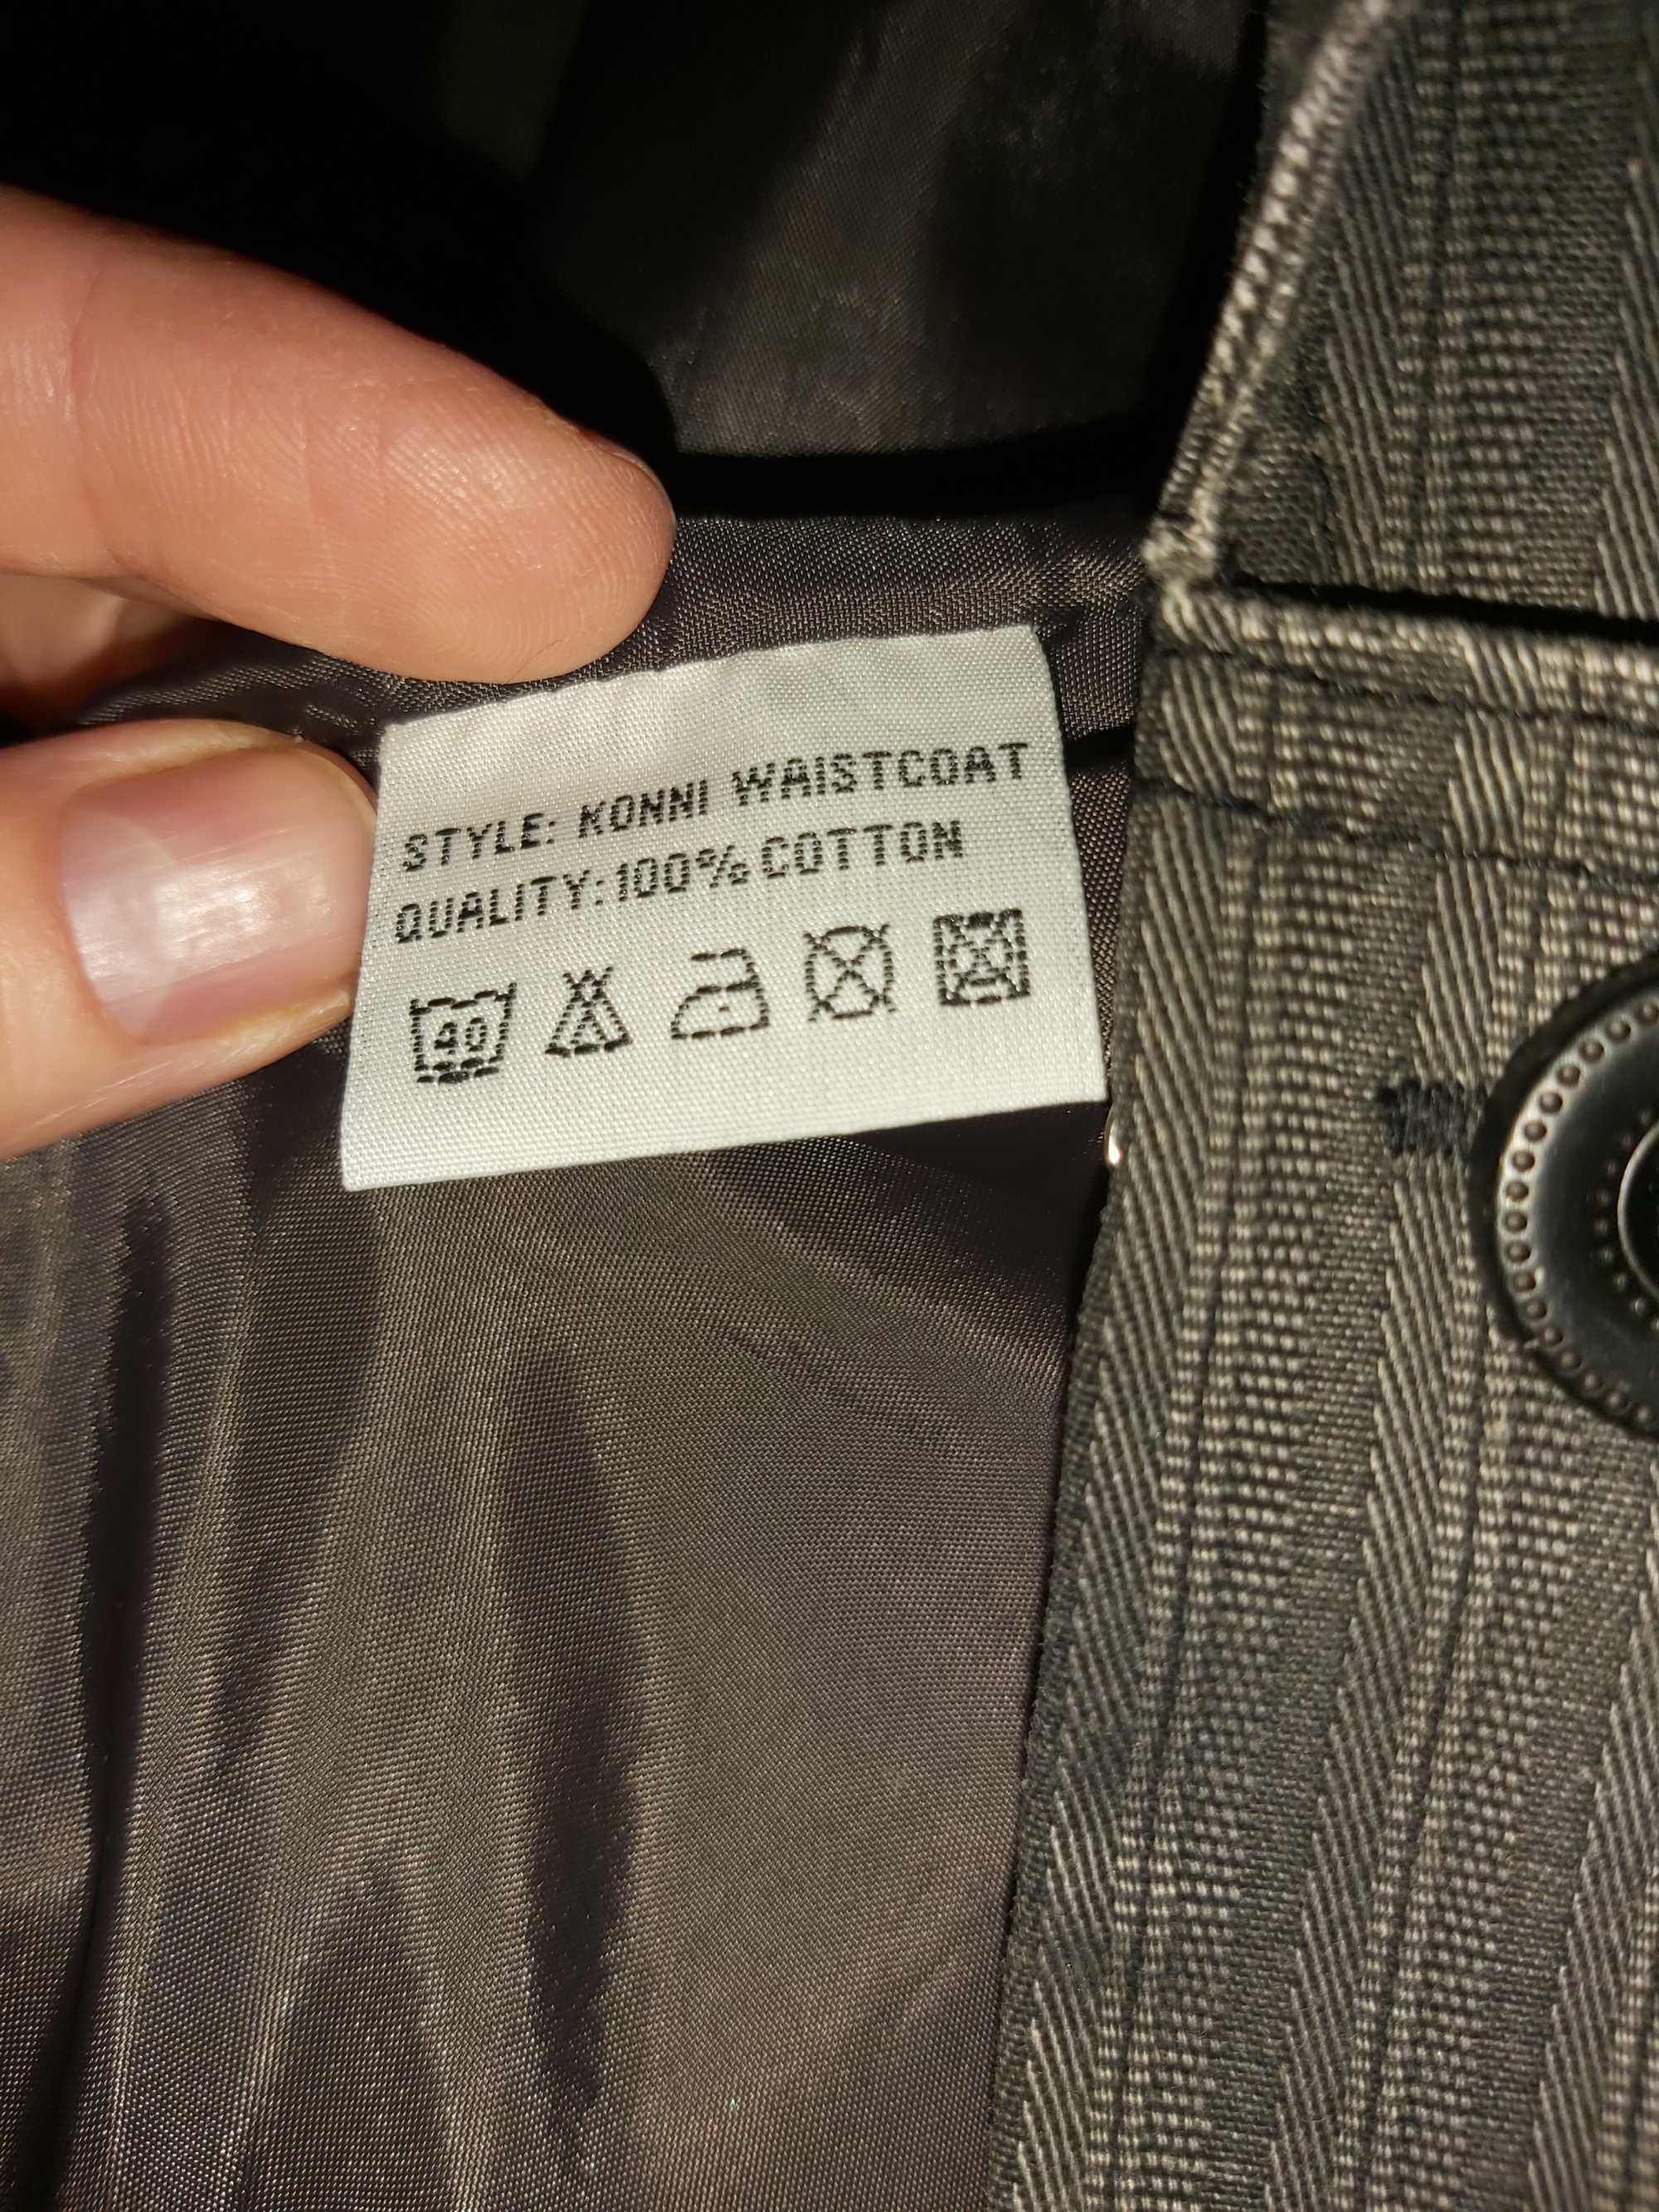 STYLE: KONNI WAISTCOAT
QUALITY:100% COTTON
40